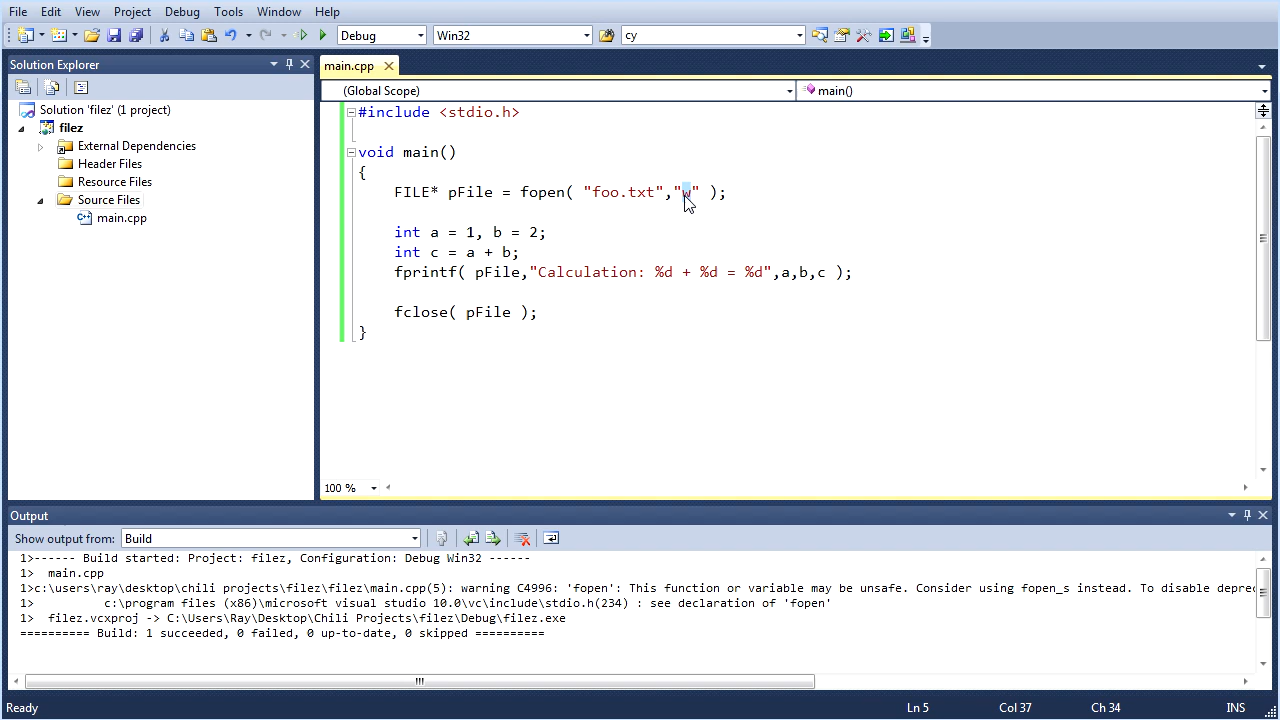 File Edit View Project Debug Tools Window Help
Debug Win32 cy
Solution Explorer
Solution 'filez' (1 project)
filez
External Dependencies
Header Files
Resource Files
Source Files
main.cpp
main.cpp
(Global Scope) main()
#include <stdio.h>
void main()
{
FILE* pFile = fopen( "foo.txt","w" );
int a = 1, b = 2;
int c = a + b;
fprintf( pFile,"Calculation: %d + %d = %d",a,b,c );
fclose( pFile );
}
100 %
Output
Show output from: Build
1>------ Build started: Project: filez, Configuration: Debug Win32 ------
1> main.cpp
1>c:\users\ray\desktop\chili projects\filez\filez\main.cpp(5): warning C4996: 'fopen': This function or variable may be unsafe. Consider using fopen_s instead. To disable depre
1> c:\program files (x86)\microsoft visual studio 10.0\vc\include\stdio.h(234) : see declaration of 'fopen'
1> filez.vcxproj -> C:\Users\Ray\Desktop\Chili Projects\filez\Debug\filez.exe
========== Build: 1 succeeded, 0 failed, 0 up-to-date, 0 skipped ==========
Ready Ln 5 Col 37 Ch 34 INS